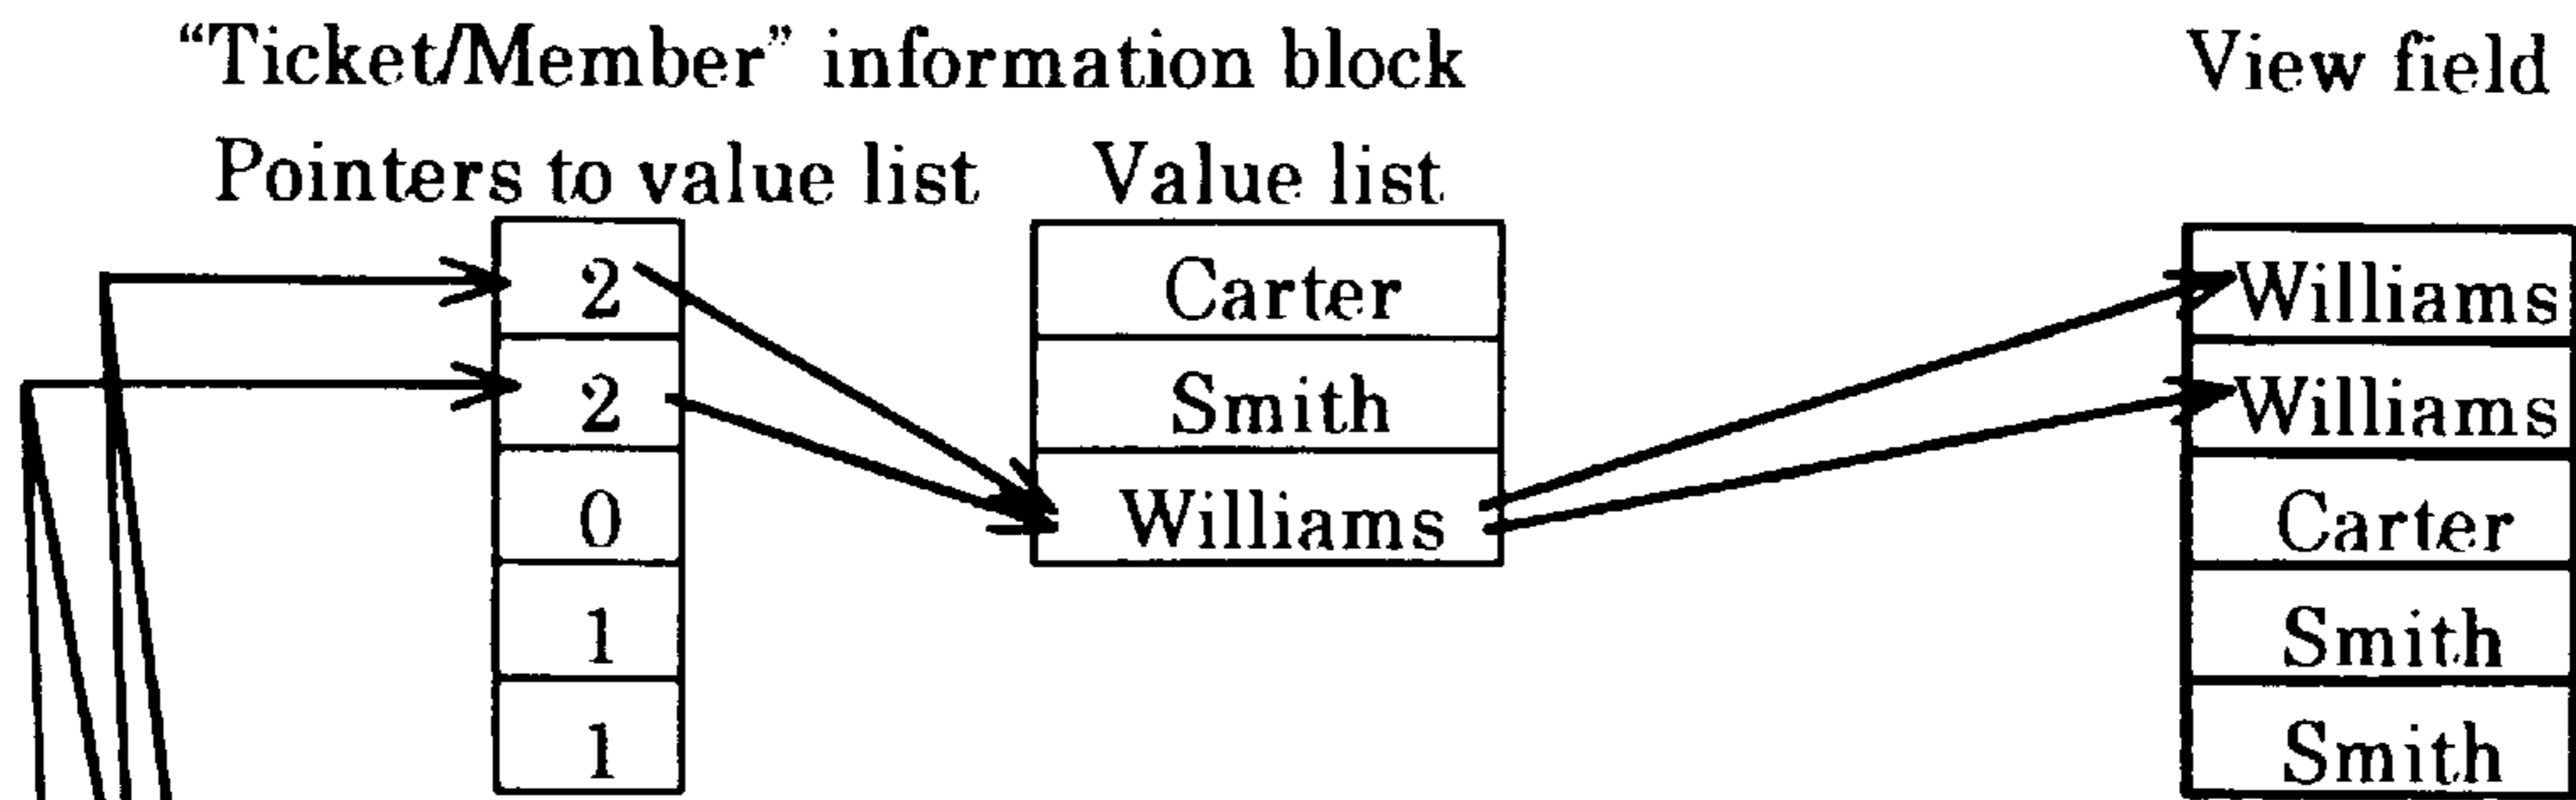 “Ticket/Member” information block View field
Pointers to value list Value list
2 Carter Williams
2 Smith Williams
0 Williams Carter
1 Smith
1 Smith